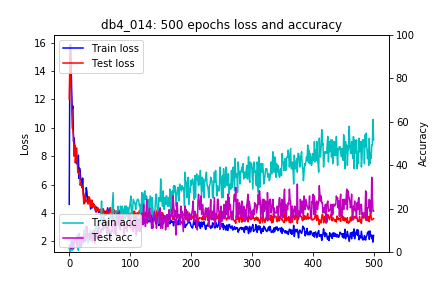 db4_014: 500 epochs loss and accuracy
Train loss
Test loss
Train acc
Test acc
Loss
16
14
12
10
8
6
4
2
Accuracy
100
80
60
40
20
0
0
100
200
300
400
500